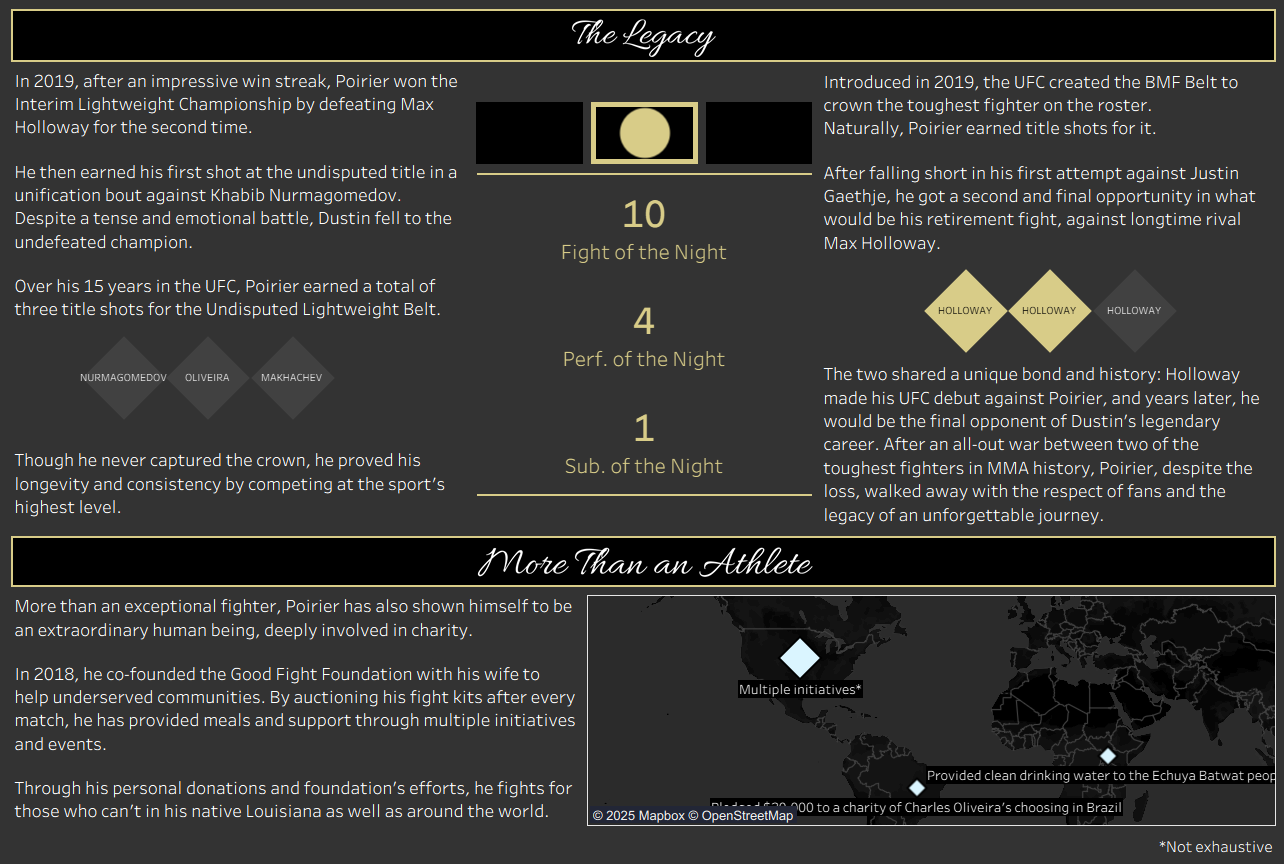 The Legacy
In 2019, after an impressive win streak, Poirier won the
Interim Lightweight Championship by defeating Max
Holloway for the second time.
He then earned his first shot at the undisputed title in a
unification bout against Khabib Nurmagomedov.
Despite a tense and emotional battle, Dustin fell to the
undefeated champion.
Over his 15 years in the UFC, Poirier earned a total of
three title shots for the Undisputed Lightweight Belt.
NURMAGOMEDOV OLIVEIRA MAKHACHEV
Though he never captured the crown, he proved his
longevity and consistency by competing at the sport's
highest level.
10
Fight of the Night
4
Perf. of the Night
1
Sub. of the Night
Introduced in 2019, the UFC created the BMF Belt to
crown the toughest fighter on the roster.
Naturally, Poirier earned title shots for it.
After falling short in his first attempt against Justin
Gaethje, he got a second and final opportunity in what
would be his retirement fight, against longtime rival
Max Holloway.
HOLLOWAY HOLLOWAY HOLLOWAY
The two shared a unique bond and history: Holloway
made his UFC debut against Poirier, and years later, he
would be the final opponent of Dustin's legendary
career. After an all-out war between two of the
toughest fighters in MMA history, Poirier, despite the
loss, walked away with the respect of fans and the
legacy of an unforgettable journey.
More Than an Athlete
More than an exceptional fighter, Poirier has also shown himself to be
an extraordinary human being, deeply involved in charity.
In 2018, he co-founded the Good Fight Foundation with his wife to
help underserved communities. By auctioning his fight kits after every
match, he has provided meals and support through multiple initiatives
and events.
Through his personal donations and foundation's efforts, he fights for
those who can't in his native Louisiana as well as around the world.
Multiple initiatives*
Provided clean drinking water to the Echuya Batwat peop
to a charity of Charles Oliveira's choosing in Brazil
© 2025 Mapbox © OpenStreetMap
*Not exhaustive